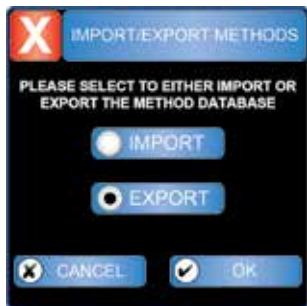 X IMPORT/EXPORT METHODS
PLEASE SELECT TO EITHER IMPORT OR
EXPORT THE METHOD DATABASE
IMPORT
EXPORT
CANCEL OK